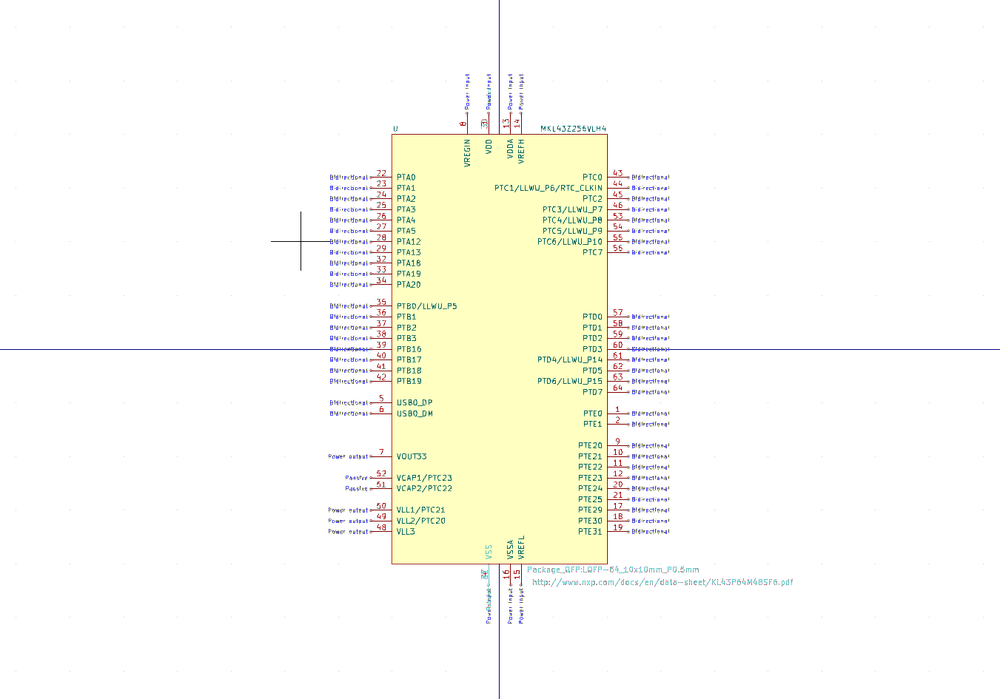 Power input Power input Power input
8 13 14
U MKL43Z256VLH4
VREGIN VDD VDDA VREFH
Bidirectional 22 PTA0 PTC0 43 Bidirectional
Bidirectional 23 PTA1 PTC1/LLWU_P6/RTC_CLKIN 44 Bidirectional
Bidirectional 24 PTA2 PTC2 45 Bidirectional
Bidirectional 25 PTA3 PTC3/LLWU_P7 46 Bidirectional
Bidirectional 26 PTA4 PTC4/LLWU_P8 53 Bidirectional
Bidirectional 27 PTA5 PTC5/LLWU_P9 54 Bidirectional
Bidirectional 28 PTA12 PTC6/LLWU_P10 55 Bidirectional
Bidirectional 29 PTA13 PTC7 56 Bidirectional
Bidirectional 32 PTA18
Bidirectional 33 PTA19
Bidirectional 34 PTA20
Bidirectional 35 PTB0/LLWU_P5
Bidirectional 36 PTB1 PTD0 57 Bidirectional
Bidirectional 37 PTB2 PTD1 58 Bidirectional
Bidirectional 38 PTB3 PTD2 59 Bidirectional
Bidirectional 39 PTB16 PTD3 60 Bidirectional
Bidirectional 40 PTB17 PTD4/LLWU_P14 61 Bidirectional
Bidirectional 41 PTB18 PTD5 62 Bidirectional
Bidirectional 42 PTB19 PTD6/LLWU_P15 63 Bidirectional
PTD7 64 Bidirectional
Bidirectional 5 USB0_DP
Bidirectional 6 USB0_DM PTE0 1 Bidirectional
PTE1 2 Bidirectional
PTE20 9 Bidirectional
Power output 7 VOUT33 PTE21 10 Bidirectional
PTE22 11 Bidirectional
Passive 52 VCAP1/PTC23 PTE23 12 Bidirectional
Passive 51 VCAP2/PTC22 PTE24 20 Bidirectional
PTE25 21 Bidirectional
Power output 50 VLL1/PTC21 PTE29 17 Bidirectional
Power output 49 VLL2/PTC20 PTE30 18 Bidirectional
Power output 48 VLL3 PTE31 19 Bidirectional
VSS VSSA VREFL
16 15
Package_QFP:LQFP-64_10x10mm_P0.5mm
http://www.nxp.com/docs/en/data-sheet/KL43P64M48SF6.pdf
Power input Power input